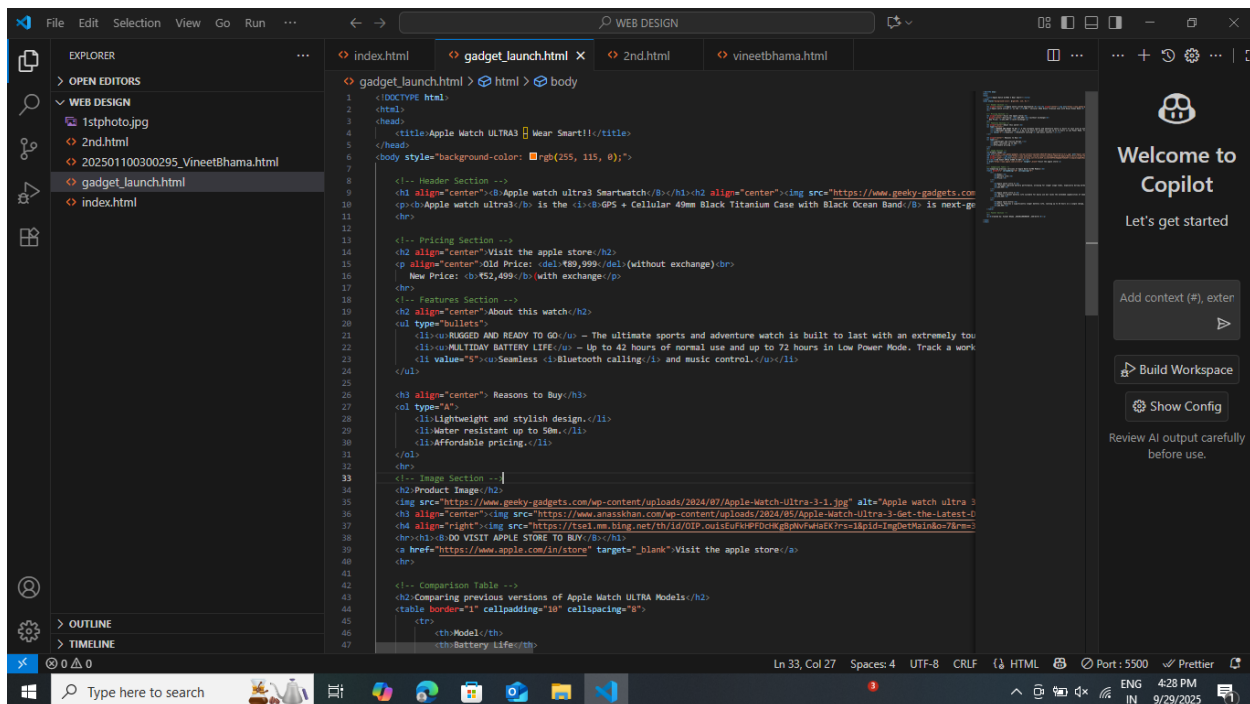 File Edit Selection View Go Run ···
WEB DESIGN
EXPLORER
OPEN EDITORS
WEB DESIGN
1stphoto.jpg
2nd.html
202501100300295_VineetBhama.html
gadget_launch.html
index.html
OUTLINE
TIMELINE
index.html gadget_launch.html 2nd.html vineetbhama.html
gadget_launch.html > html > body
1 <!DOCTYPE html>
2 <html>
3 <head>
4 <title>Apple Watch ULTRA3 Wear Smart!!</title>
5 </head>
6 <body style="background-color: rgb(255, 115, 0);">
7
8 <!-- Header Section -->
9 <h1 align="center"><B>Apple watch ultra3 Smartwatch</B></h1><h2 align="center"><img src="https://www.geeky-gadgets.com
10 <p><b>Apple watch ultra3</b> is the <i><B>GPS + Cellular 49mm Black Titanium Case with Black Ocean Band</B> is next-ge
11 <hr>
12
13 <!-- Pricing Section -->
14 <h2 align="center">Visit the apple store</h2>
15 <p align="center">Old Price: <del>₹89,999</del>(without exchange)<br>
16 New Price: <b>₹52,499</b>(with exchange</p>
17 <hr>
18 <!-- Features Section -->
19 <h2 align="center">About this watch</h2>
20 <ul type="bullets">
21 <li><u>RUGGED AND READY TO GO</u> — The ultimate sports and adventure watch is built to last with an extremely tou
22 <li><u>MULTIDAY BATTERY LIFE</u> — Up to 42 hours of normal use and up to 72 hours in Low Power Mode. Track a work
23 <li value="5"><u>Seamless <i>Bluetooth calling</i> and music control.</u></li>
24 </ul>
25
26 <h3 align="center"> Reasons to Buy</h3>
27 <ol type="A">
28 <li>Lightweight and stylish design.</li>
29 <li>Water resistant up to 50m.</li>
30 <li>Affordable pricing.</li>
31 </ol>
32 <hr>
33 <!-- Image Section -->
34 <h2>Product Image</h2>
35 <img src="https://www.geeky-gadgets.com/wp-content/uploads/2024/07/Apple-Watch-Ultra-3-1.jpg" alt="Apple watch ultra 3
36 <h3 align="center"><img src="https://www.anasskhan.com/wp-content/uploads/2024/05/Apple-Watch-Ultra-3-Get-the-Latest-D
37 <h4 align="right"><img src="https://tse1.mm.bing.net/th/id/OIP.ouisEuFkHPFDcHKgBpNvFwHaEK?rs=1&pid=ImgDetMain&o=7&rm=3
38 <hr><h1><B>DO VISIT APPLE STORE TO BUY</B></h1>
39 <a href="https://www.apple.com/in/store" target="_blank">Visit the apple store</a>
40 <hr>
41
42 <!-- Comparison Table -->
43 <h2>Comparing previous versions of Apple Watch ULTRA Models</h2>
44 <table border="1" cellpadding="10" cellspacing="8">
45 <tr>
46 <th>Model</th>
47 <th>Battery Life</th>
Welcome to
Copilot
Let's get started
Add context (#), exter
Build Workspace
Show Config
Review AI output carefully
before use.
0 0 Ln 33, Col 27 Spaces: 4 UTF-8 CRLF HTML Port : 5500 Prettier
Type here to search
3
ENG
IN
4:28 PM
9/29/2025
1